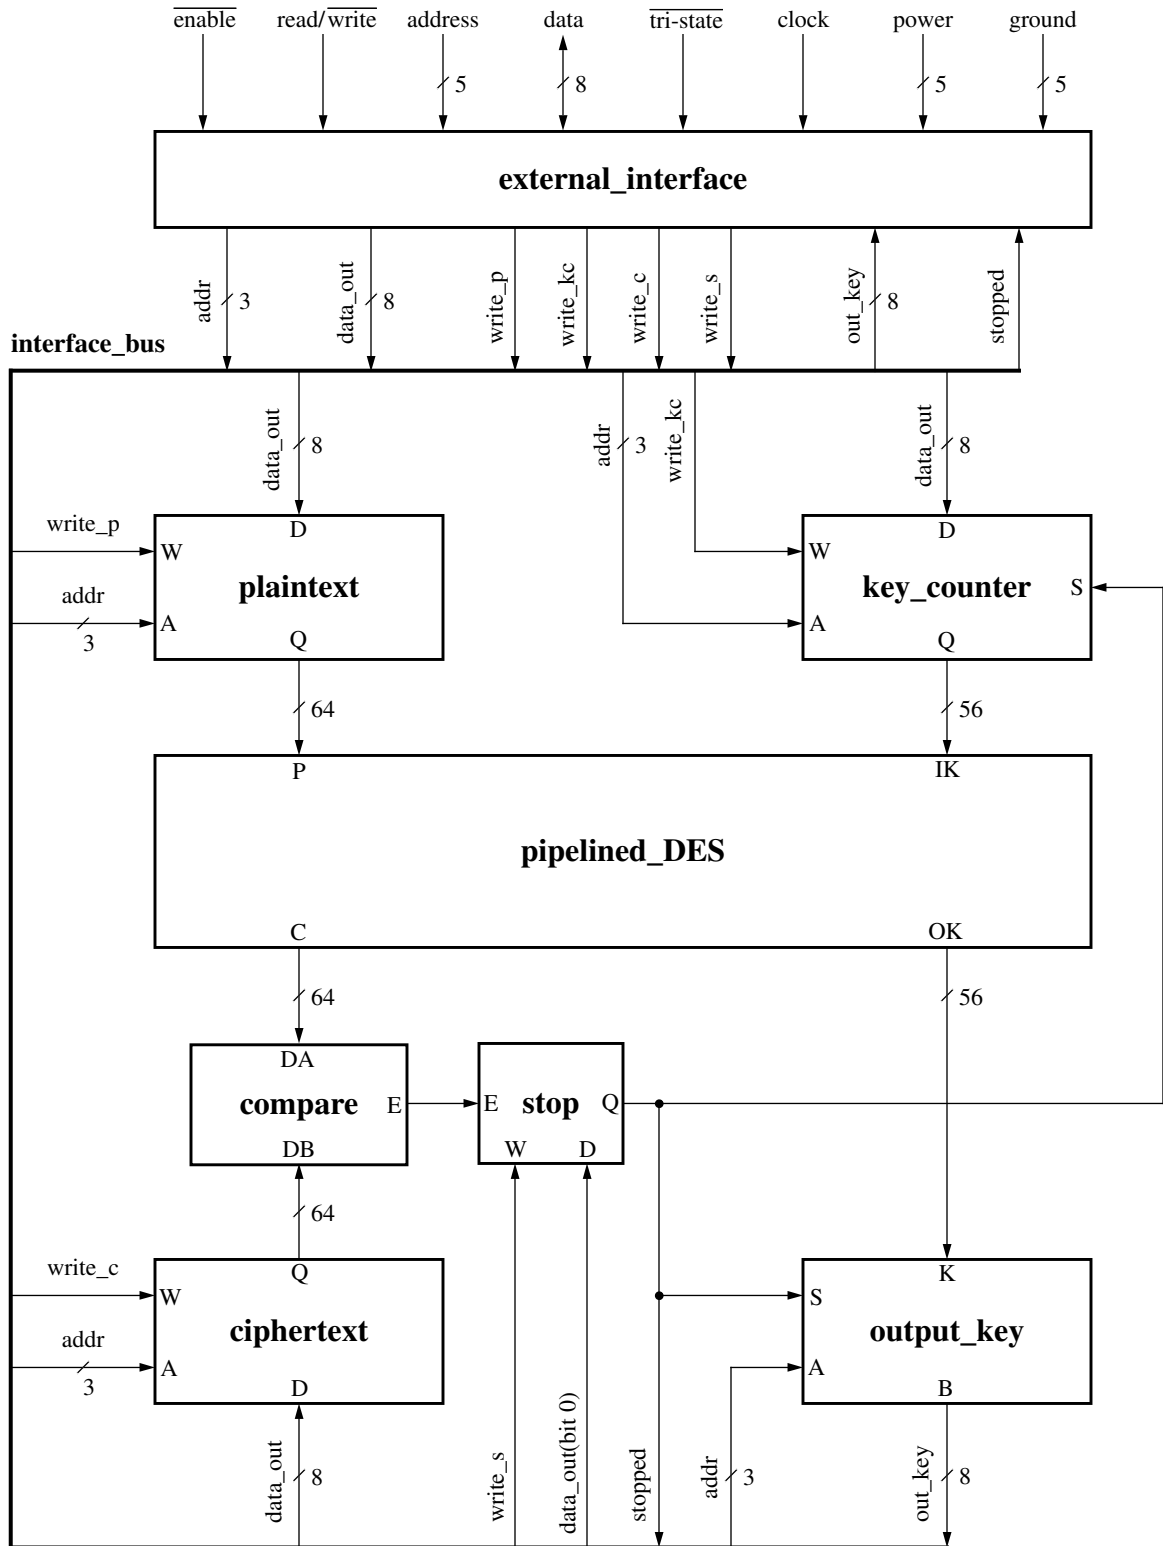 enable read/write address data tri-state clock power ground
5 8 5 5
external_interface
addr 3 data_out 8 write_p write_kc write_c write_s out_key 8 stopped
interface_bus
data_out 8 addr 3 write_kc data_out 8
write_p W D W D
plaintext key_counter S
addr 3 A Q A Q
64 56
P IK
pipelined_DES
C OK
64 56
DA
compare E E stop Q
DB W D
64
write_c W Q S K
ciphertext output_key
addr 3 A D A B
data_out 8 write_s data_out(bit 0) stopped addr 3 out_key 8